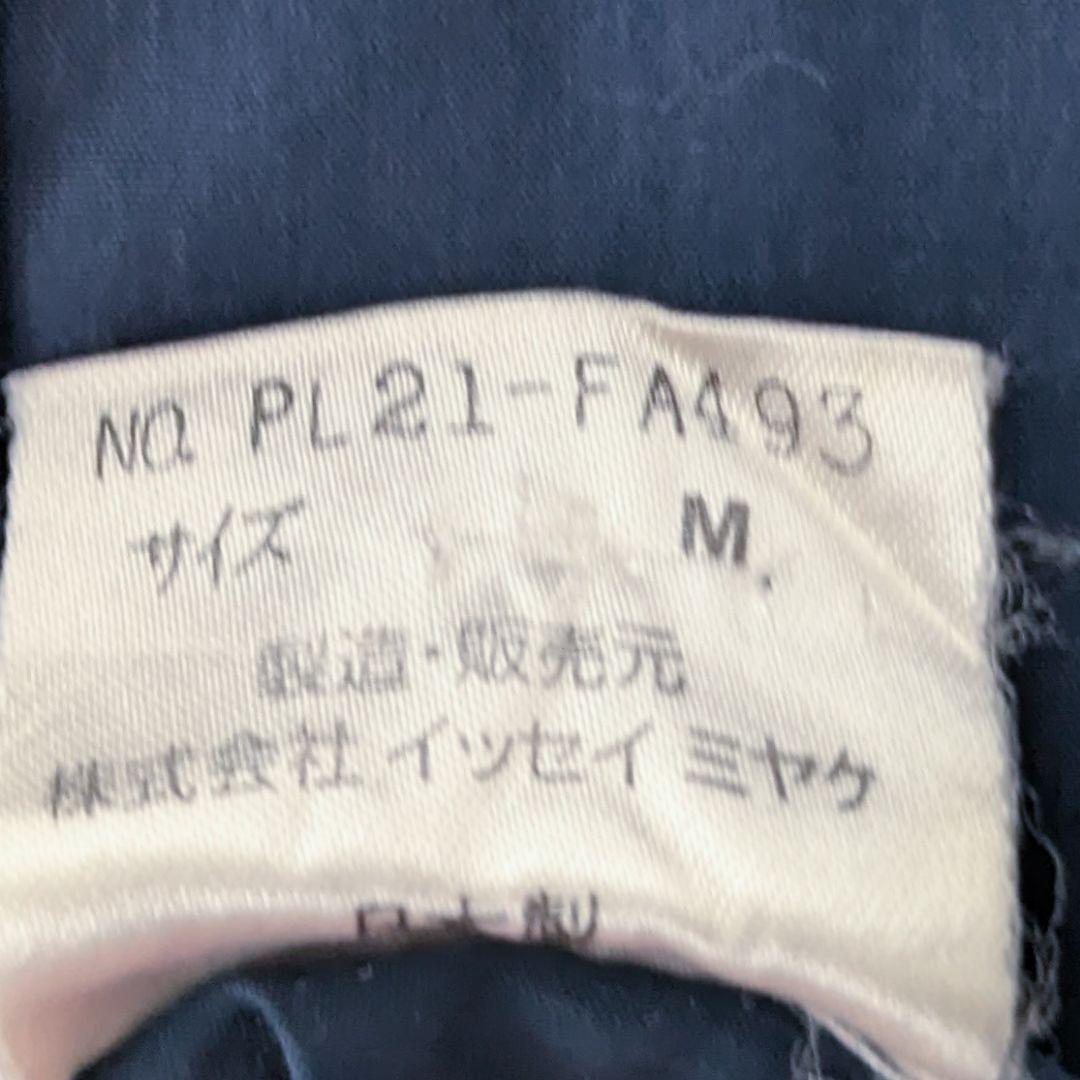 NO. PL21-FA493
サイズ M.
製造・販売元
株式会社 イッセイ ミヤケ
日本製